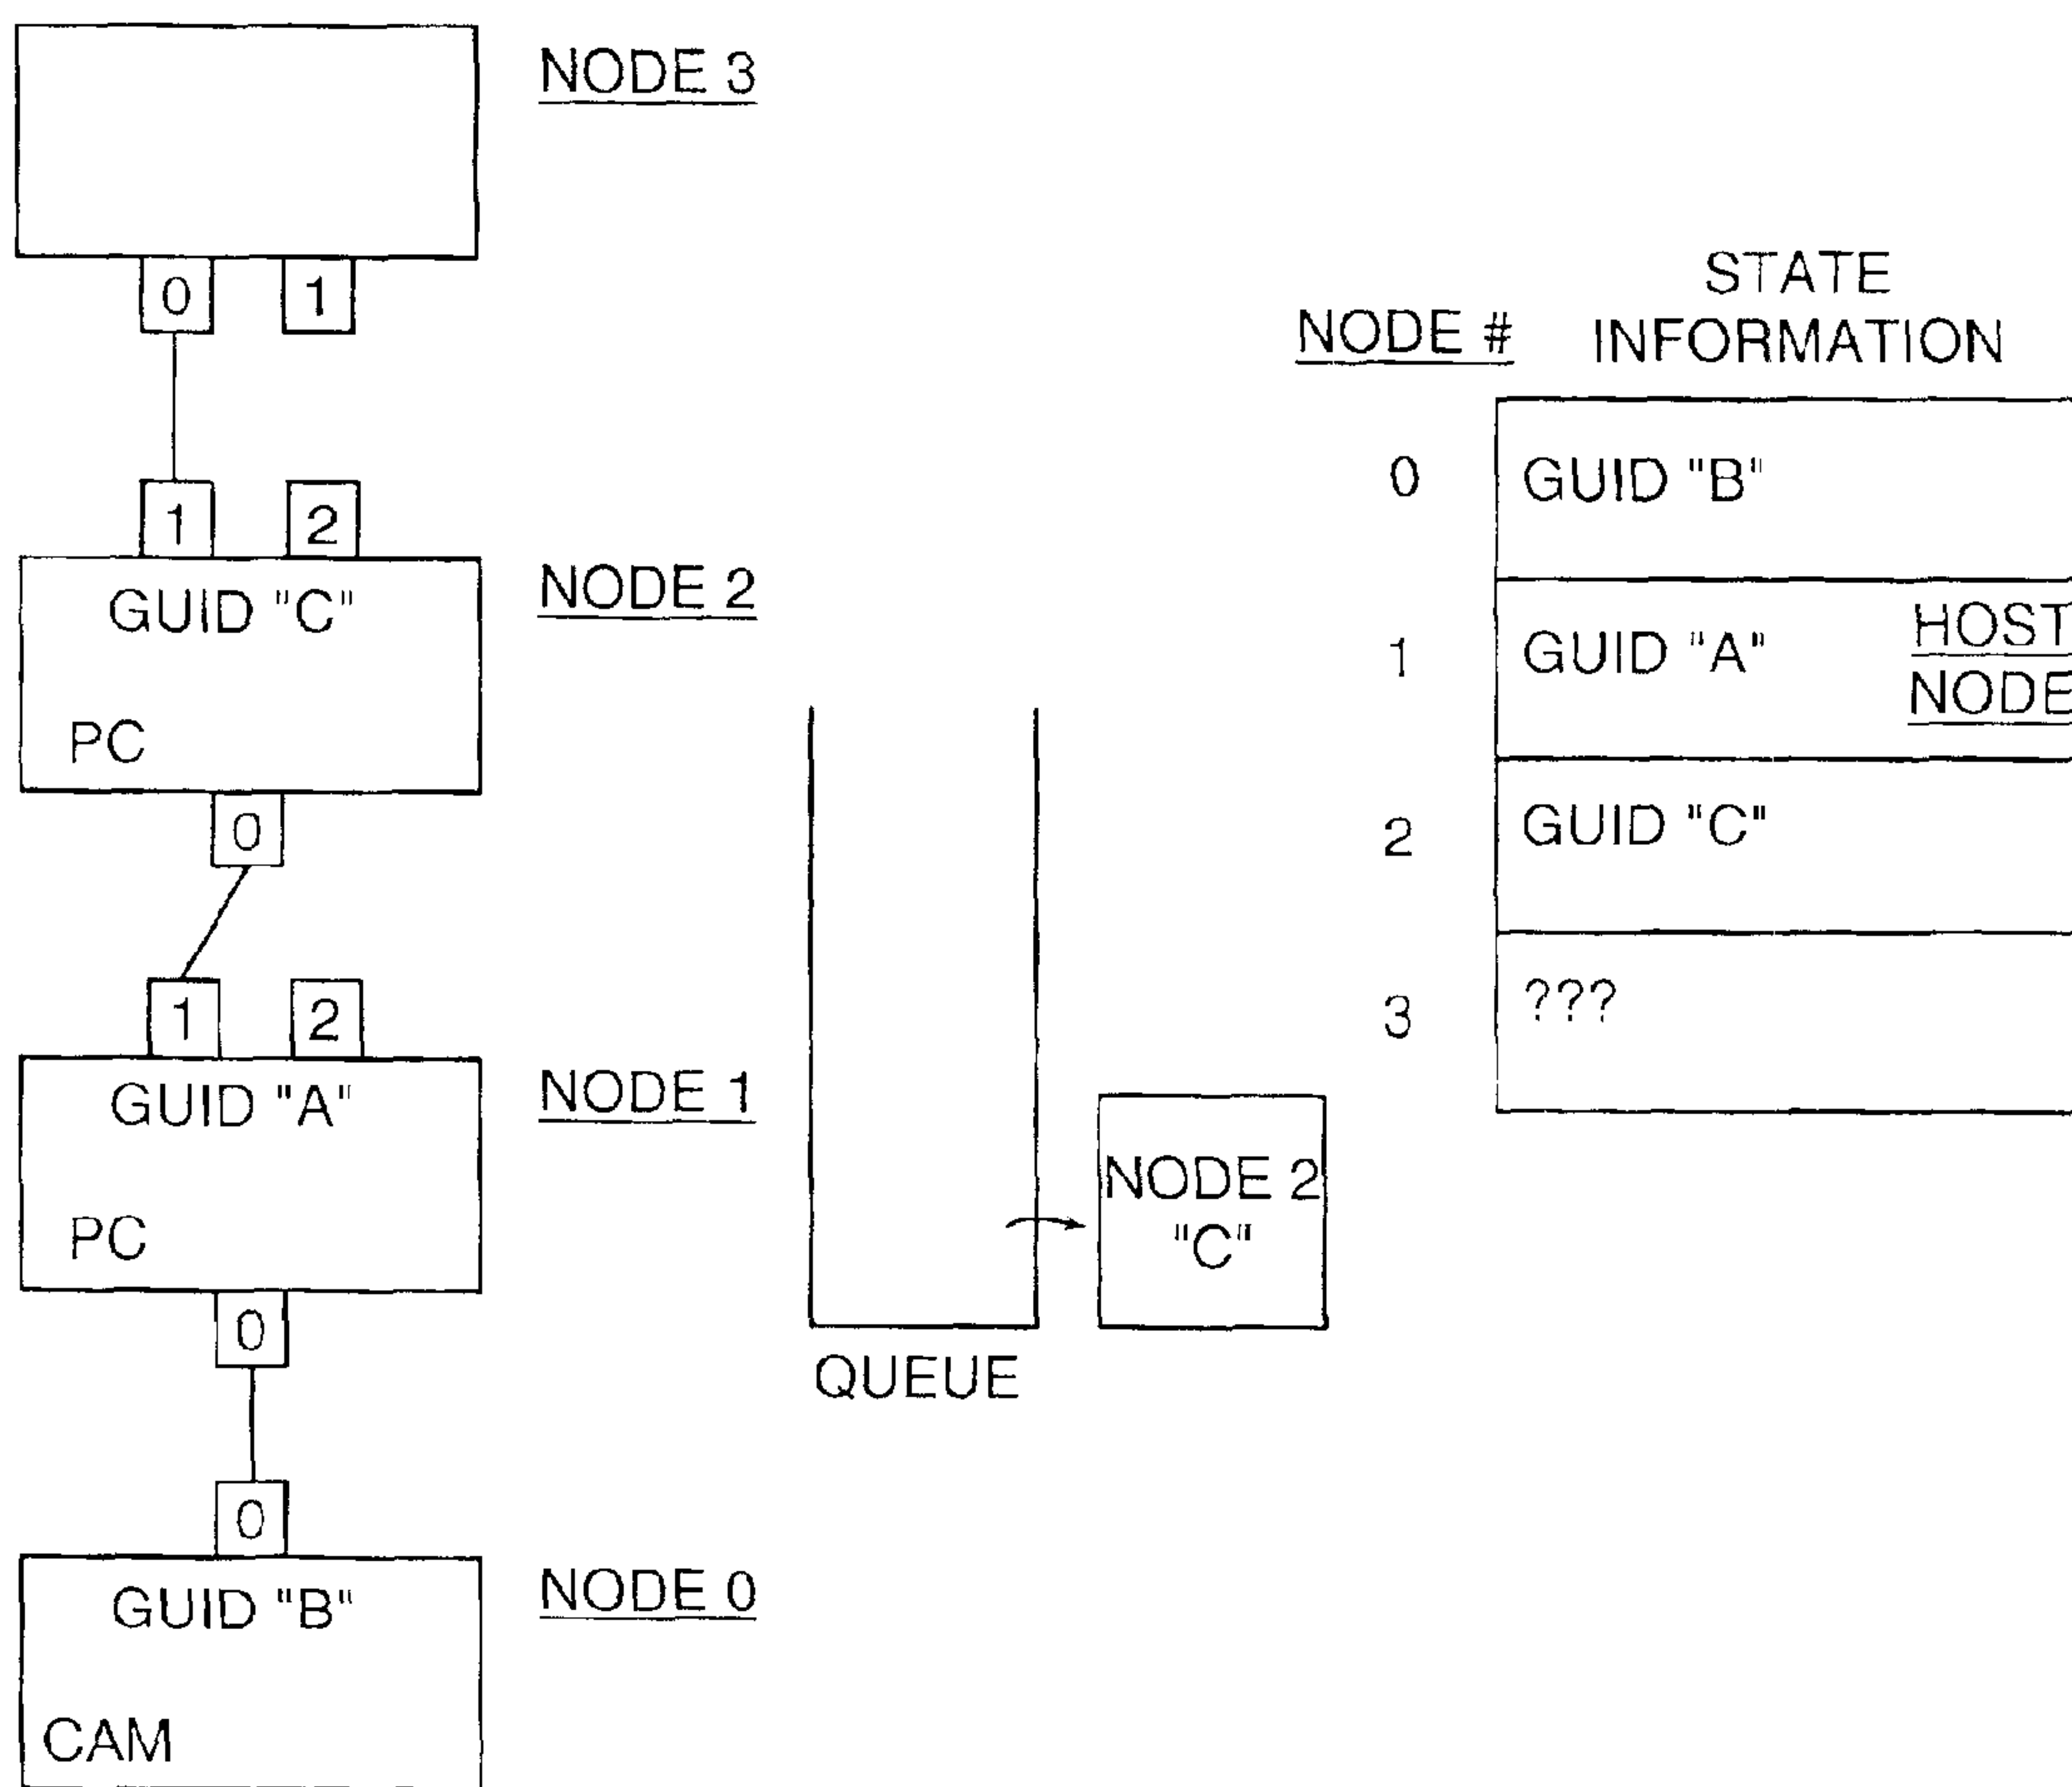 NODE 3
0 1
1 2
GUID "C"
NODE 2
PC
0
1 2
GUID "A"
NODE 1
PC
0
0
GUID "B"
NODE 0
CAM
QUEUE
NODE 2
"C"
STATE
NODE # INFORMATION
0 GUID "B"
1 GUID "A" HOST
NODE
2 GUID "C"
3 ???